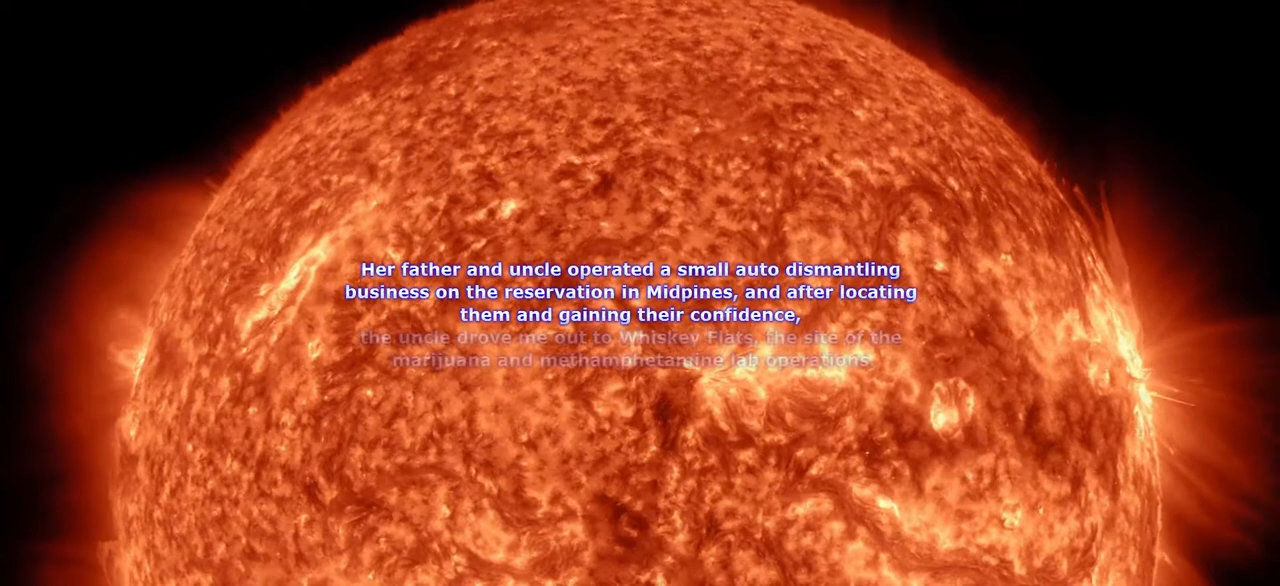 Her father and uncle operated a small auto dismantling
business on the reservation in Midpines, and after locating
them and gaining their confidence,
the uncle drove me out to Whiskey Flats, the site of the
marijuana and methamphetamine lab operations.